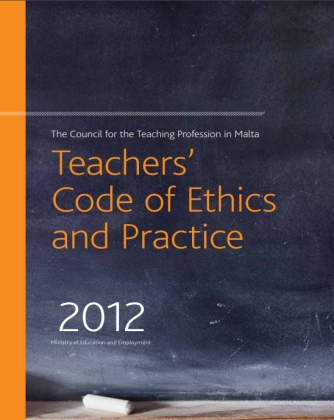 The Council for the Teaching Profession in Malta
Teachers’
Code of Ethics
and Practice
2012
Ministry of Education and Employment